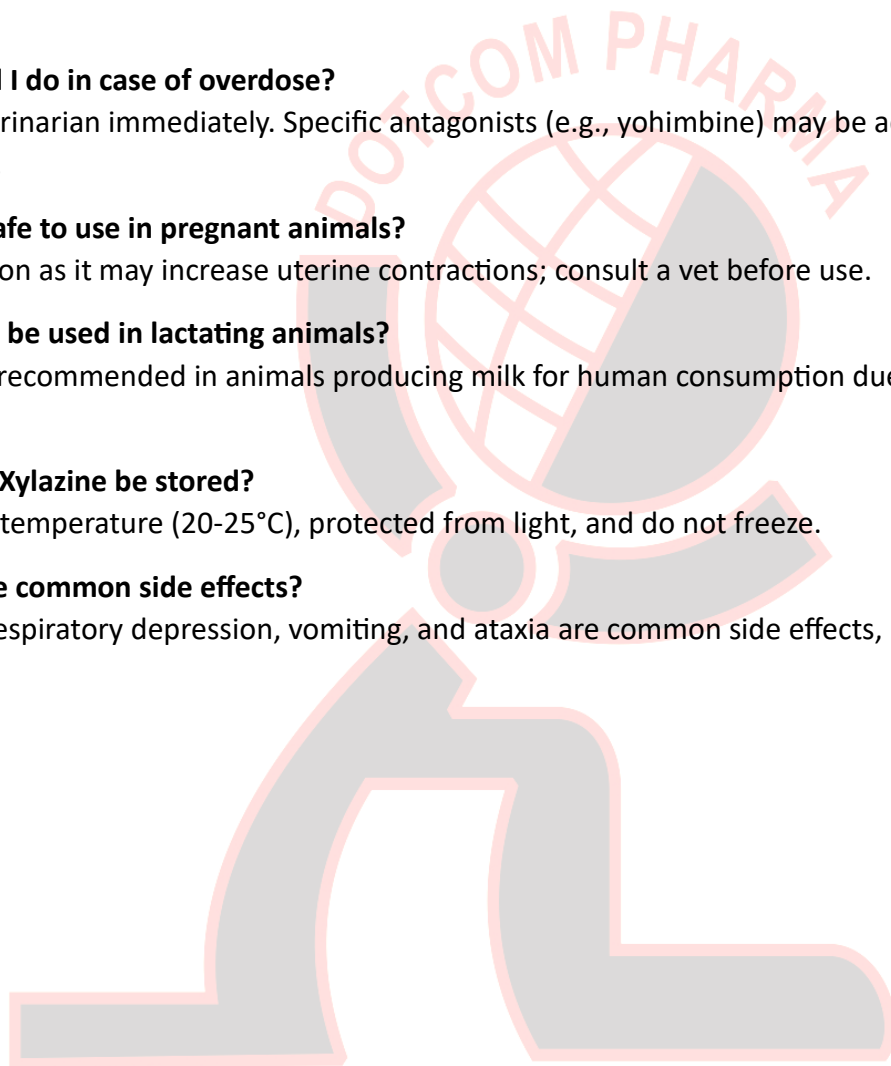 DOTCOM PHARMA
I do in case of overdose?
rinarian immediately. Specific antagonists (e.g., yohimbine) may be a
afe to use in pregnant animals?
on as it may increase uterine contractions; consult a vet before use.
be used in lactating animals?
recommended in animals producing milk for human consumption due
Xylazine be stored?
temperature (20-25°C), protected from light, and do not freeze.
e common side effects?
espiratory depression, vomiting, and ataxia are common side effects,